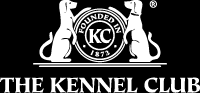 FOUNDED IN
KC
1873
®
THE KENNEL CLUB